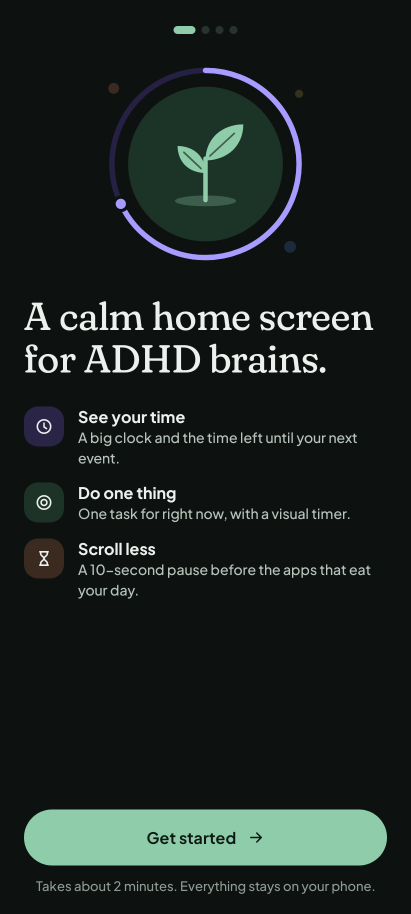 A calm home screen
for ADHD brains.
See your time
A big clock and the time left until your next
event.
Do one thing
One task for right now, with a visual timer.
Scroll less
A 10–second pause before the apps that eat
your day.
Get started →
Takes about 2 minutes. Everything stays on your phone.